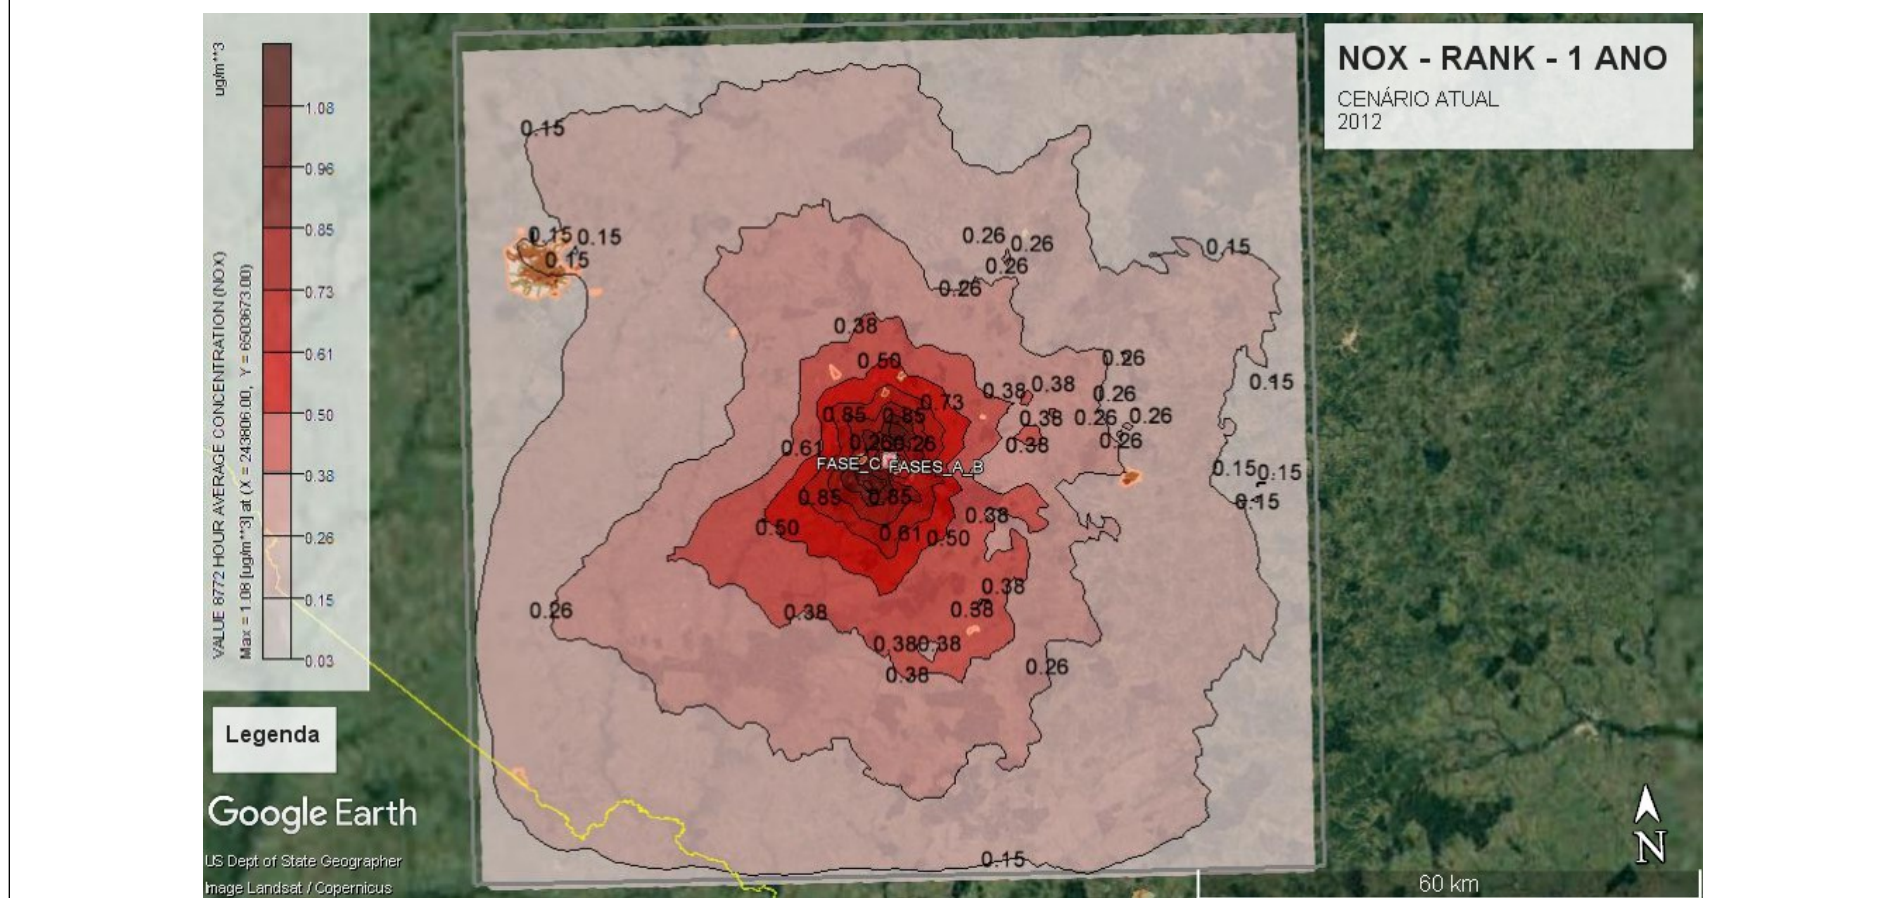 NOX - RANK - 1 ANO
CENÁRIO ATUAL
2012
ug/m**3
1.08
0.96
0.85
0.73
0.61
0.50
0.38
0.26
0.15
0.03
VALUE 8772 HOUR AVERAGE CONCENTRATION (NOX)
Max = 1.08 [ug/m**3] at (X = 243806.00, Y = 6503673.00)
0.15
0.15 0.15
0.15
0.26 0.26
0.26
0.26
0.15
0.38
0.50
0.26
0.15
0.38 0.38
0.26
0.73
0.85 0.85
0.38 0.26 0.26
0.61 0.26 0.26
0.38 0.26
FASE_C FASES_A_B
0.15 0.15
0.85 0.85
0.15
0.38
0.50 0.61 0.50
0.38
0.26 0.38 0.38
0.38 0.38
0.38 0.26
0.15
Legenda
Google Earth
US Dept of State Geographer
Image Landsat / Copernicus
N
60 km